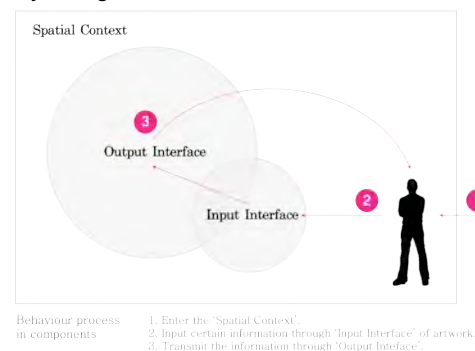 Spatial Context
3
Output Interface
2
Input Interface
Behaviour process
in components
1. Enter the 'Spatial Context'.
2. Input certain information through 'Input Interface' of artwork.
3. Transmit the information through 'Output Inteface'.